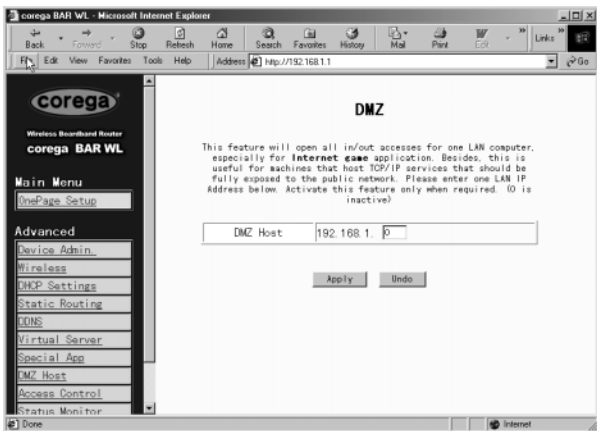 corega BAR WL - Microsoft Internet Explorer
Back Forward Stop Refresh Home Search Favorites History Mail Print Edit » Links »
File Edit View Favorites Tools Help Address http://192.168.1.1 Go
corega
Wireless Boardband Router
corega BAR WL
Main Menu
OnePage Setup
Advanced
Device Admin.
Wireless
DHCP Settings
Static Routing
DDNS
Virtual Server
Special App
DMZ Host
Access Control
Status Monitor
DMZ
This feature will open all in/out accesses for one LAN computer,
especially for Internet game application. Besides, this is
useful for machines that host TCP/IP services that should be
fully exposed to the public network. Please enter one LAN IP
Address below. Activate this feature only when required. (0 is
inactive)
DMZ Host 192.168.1. 0
Apply Undo
Done Internet